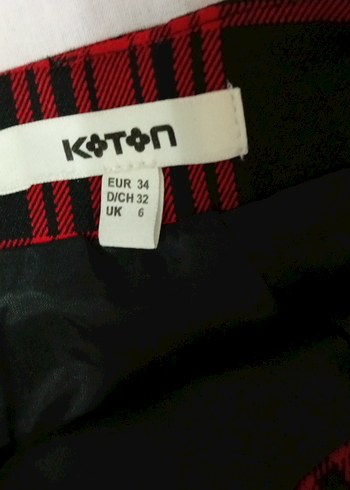 KOTON
EUR 34
D/CH 32
UK 6